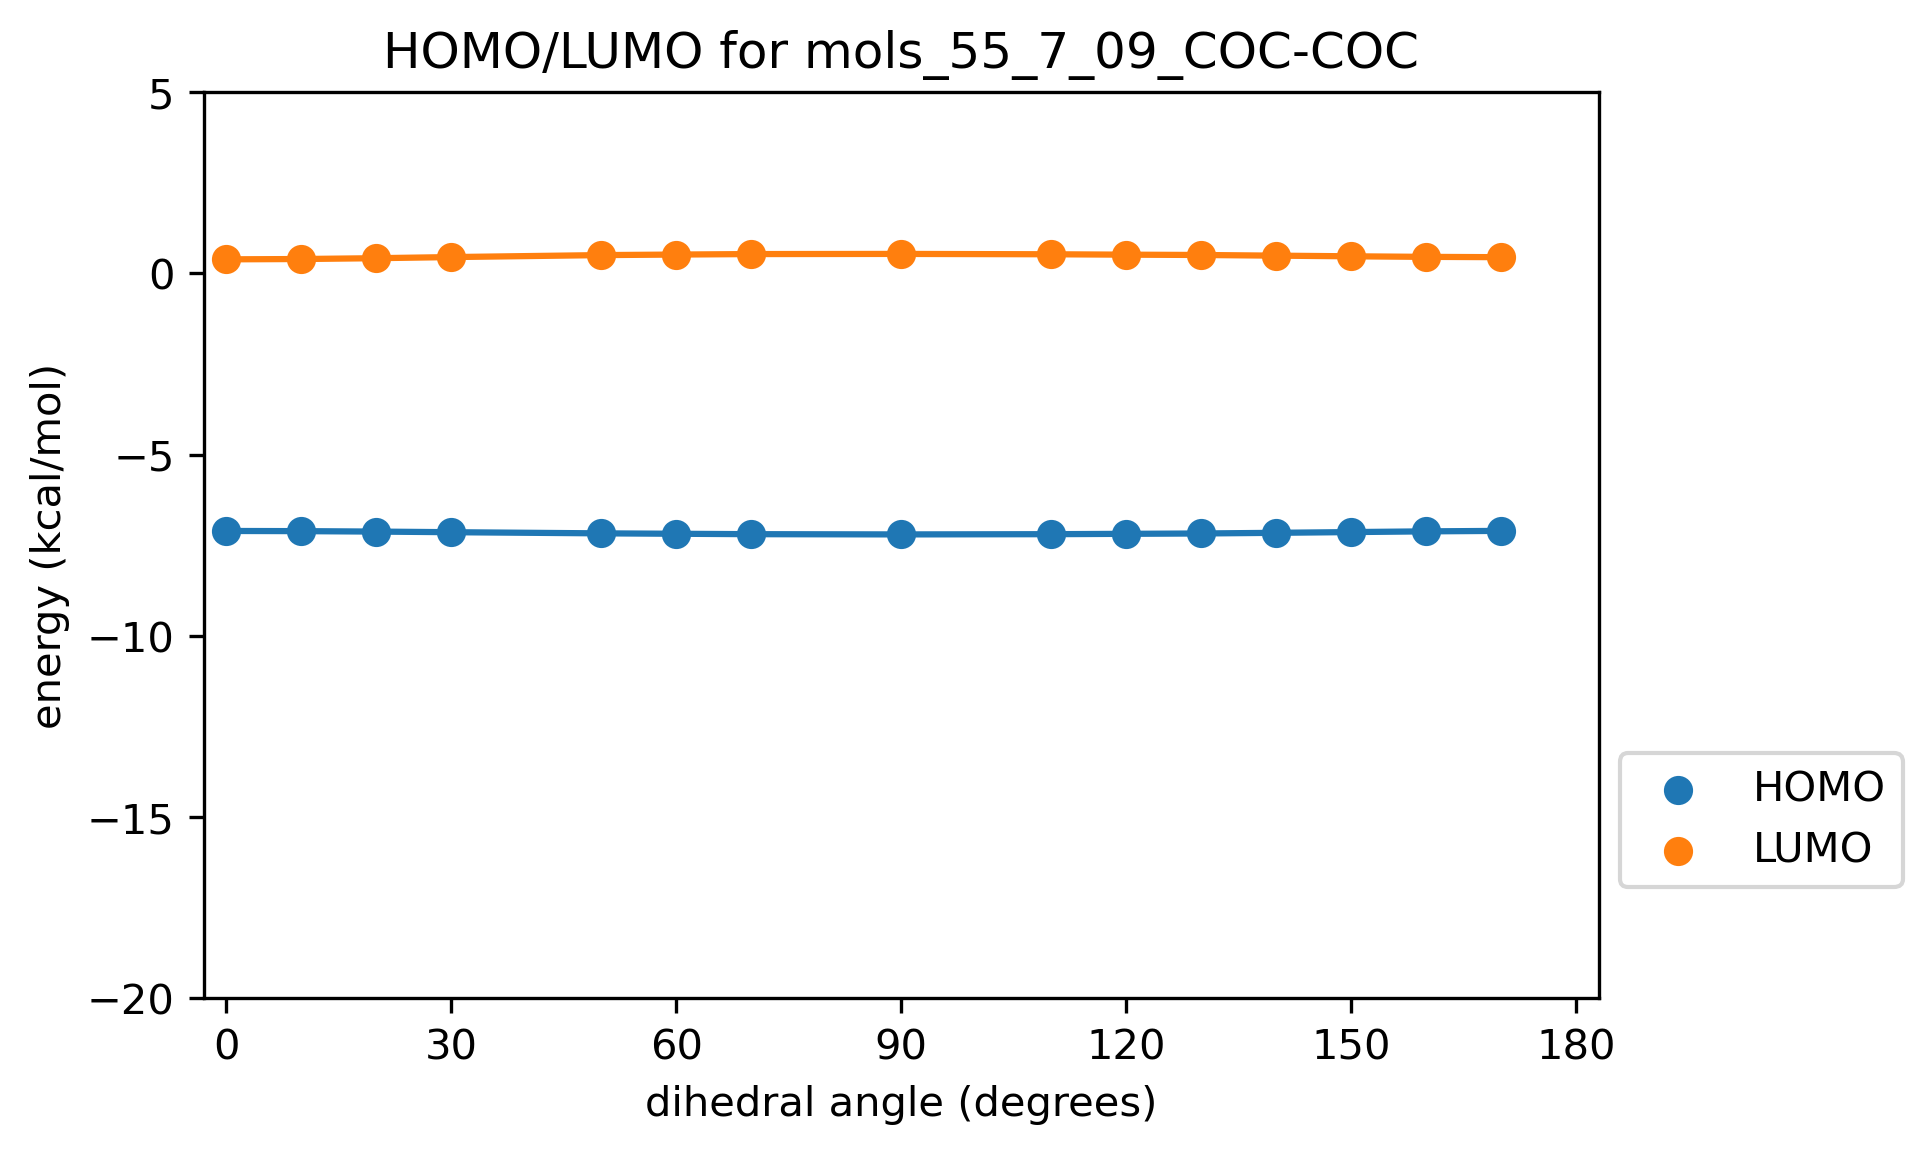 HOMO/LUMO for mols_55_7_09_COC-COC
5
0
−5
−10
−15
−20
energy (kcal/mol)
0 30 60 90 120 150 180
dihedral angle (degrees)
HOMO
LUMO